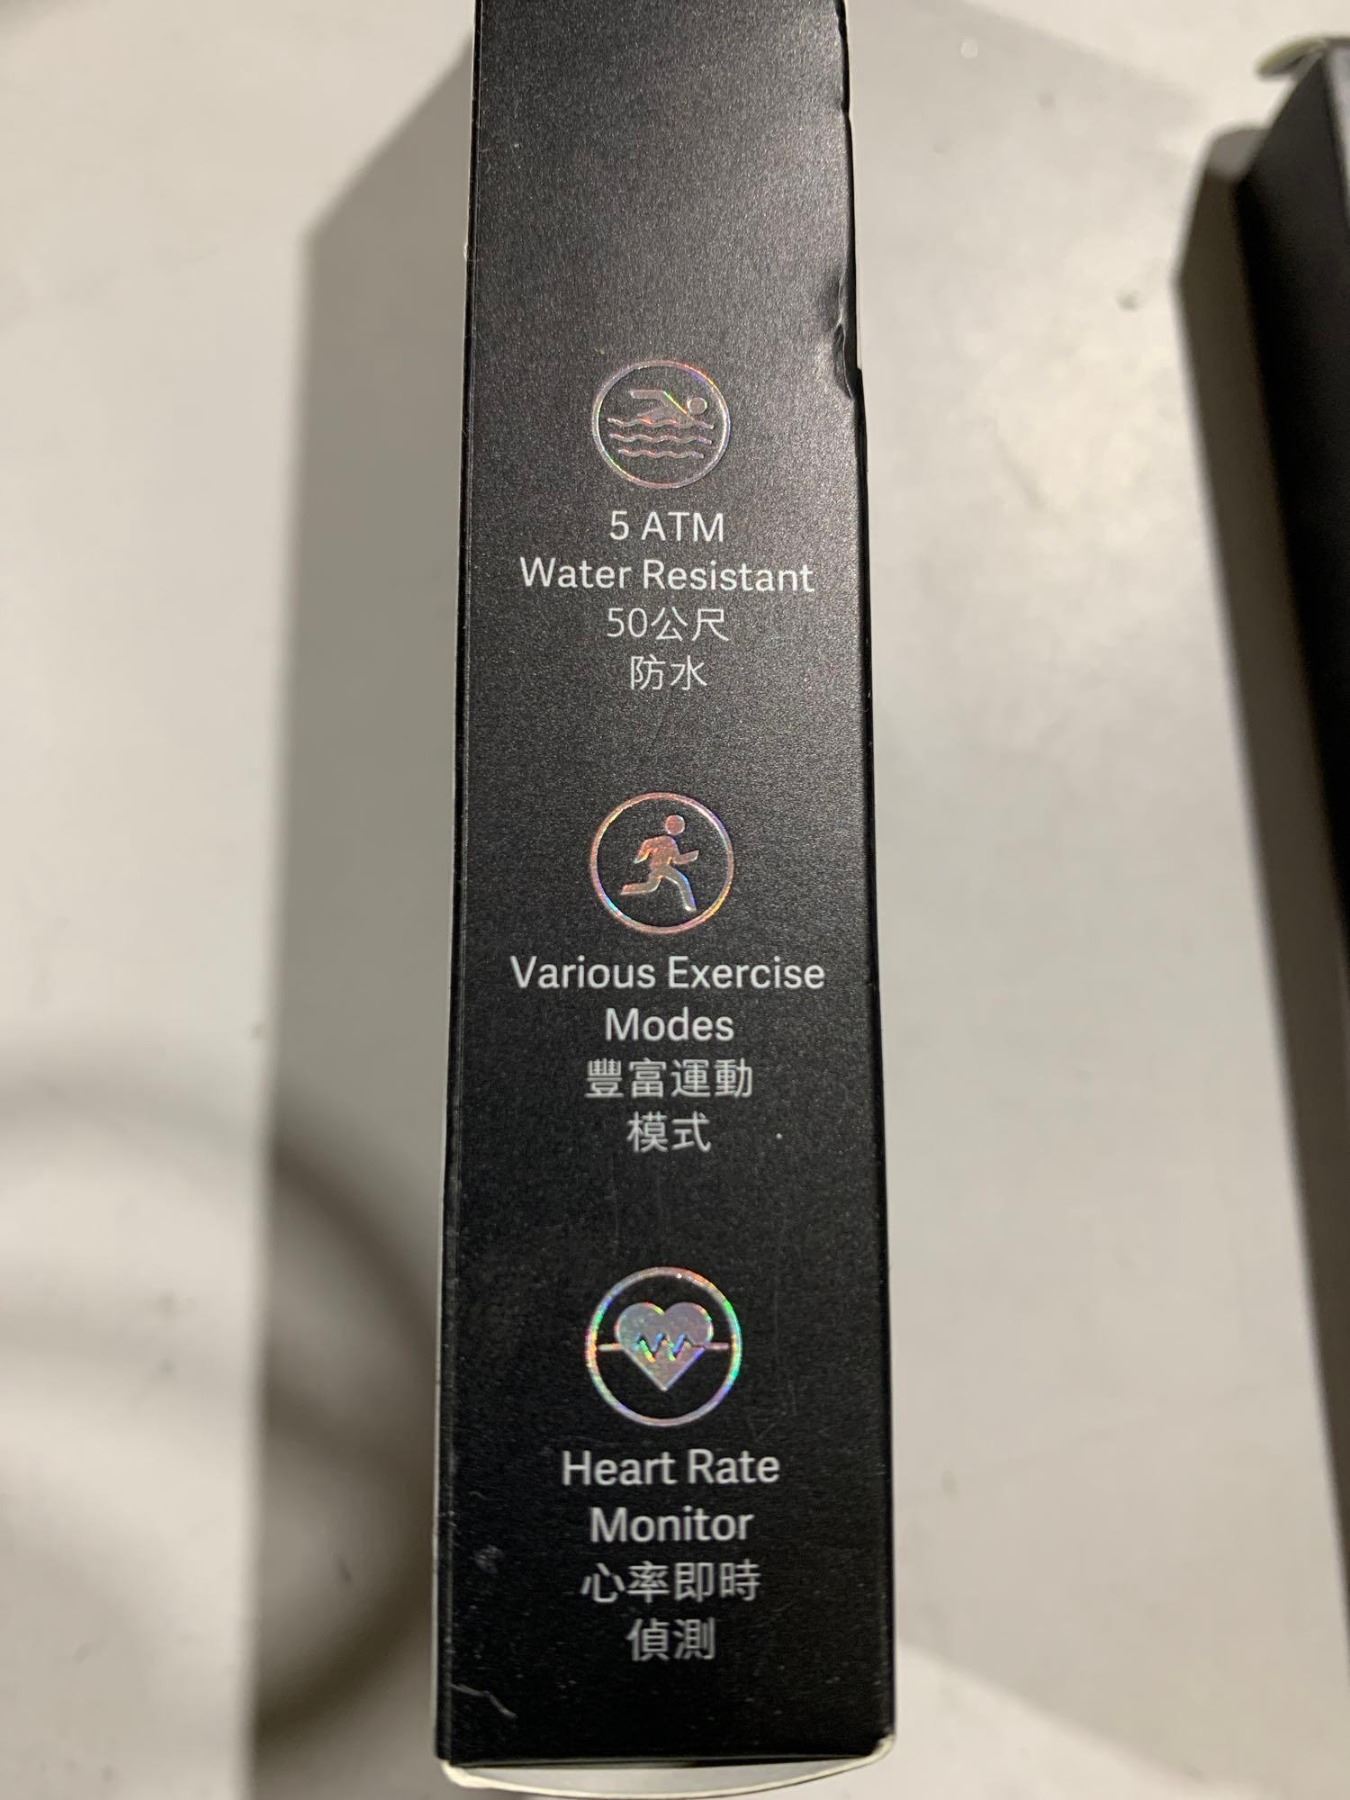 5 ATM
Water Resistant
50公尺
防水
Various Exercise
Modes
豐富運動
模式
Heart Rate
Monitor
心率即時
偵測